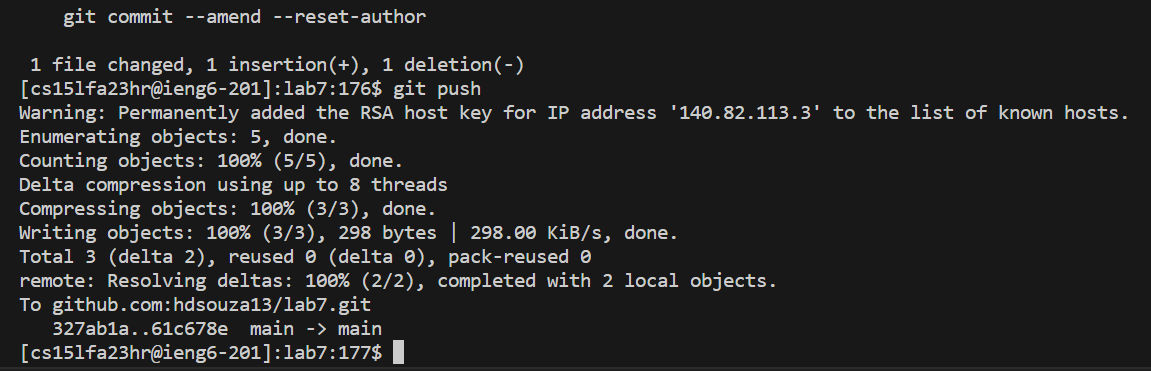 git commit --amend --reset-author
1 file changed, 1 insertion(+), 1 deletion(-)
[cs15lfa23hr@ieng6-201]:lab7:176$ git push
Warning: Permanently added the RSA host key for IP address '140.82.113.3' to the list of known hosts.
Enumerating objects: 5, done.
Counting objects: 100% (5/5), done.
Delta compression using up to 8 threads
Compressing objects: 100% (3/3), done.
Writing objects: 100% (3/3), 298 bytes | 298.00 KiB/s, done.
Total 3 (delta 2), reused 0 (delta 0), pack-reused 0
remote: Resolving deltas: 100% (2/2), completed with 2 local objects.
To github.com:hdsouza13/lab7.git
327ab1a..61c678e  main -> main
[cs15lfa23hr@ieng6-201]:lab7:177$